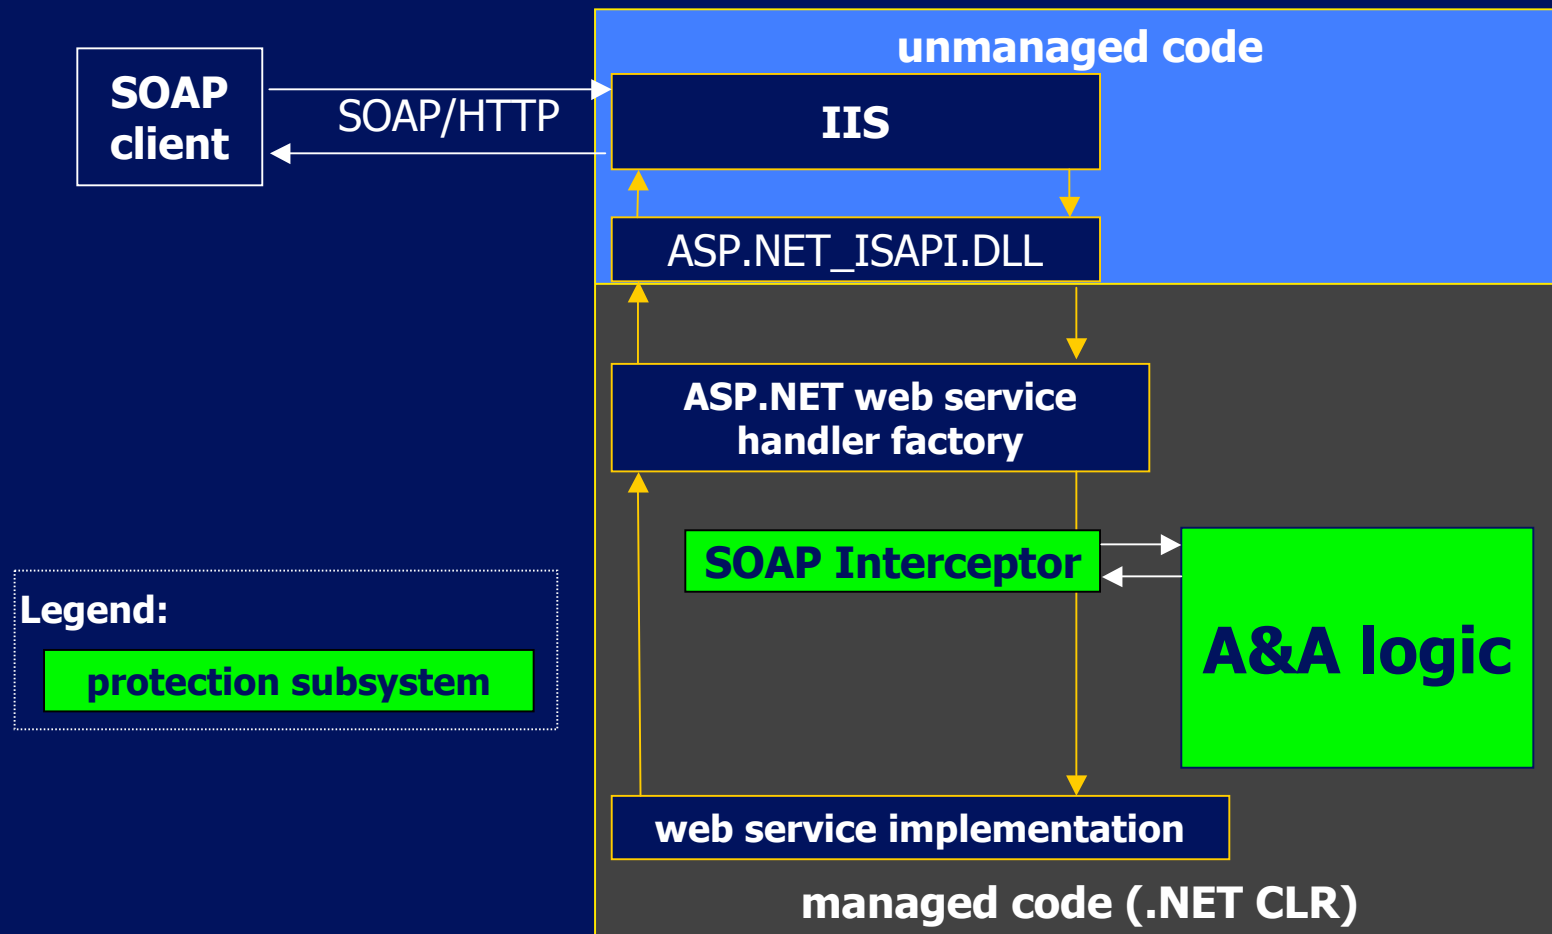 unmanaged code
SOAP
client
SOAP/HTTP
IIS
ASP.NET_ISAPI.DLL
ASP.NET web service
handler factory
SOAP Interceptor
A&A logic
Legend:
protection subsystem
web service implementation
managed code (.NET CLR)